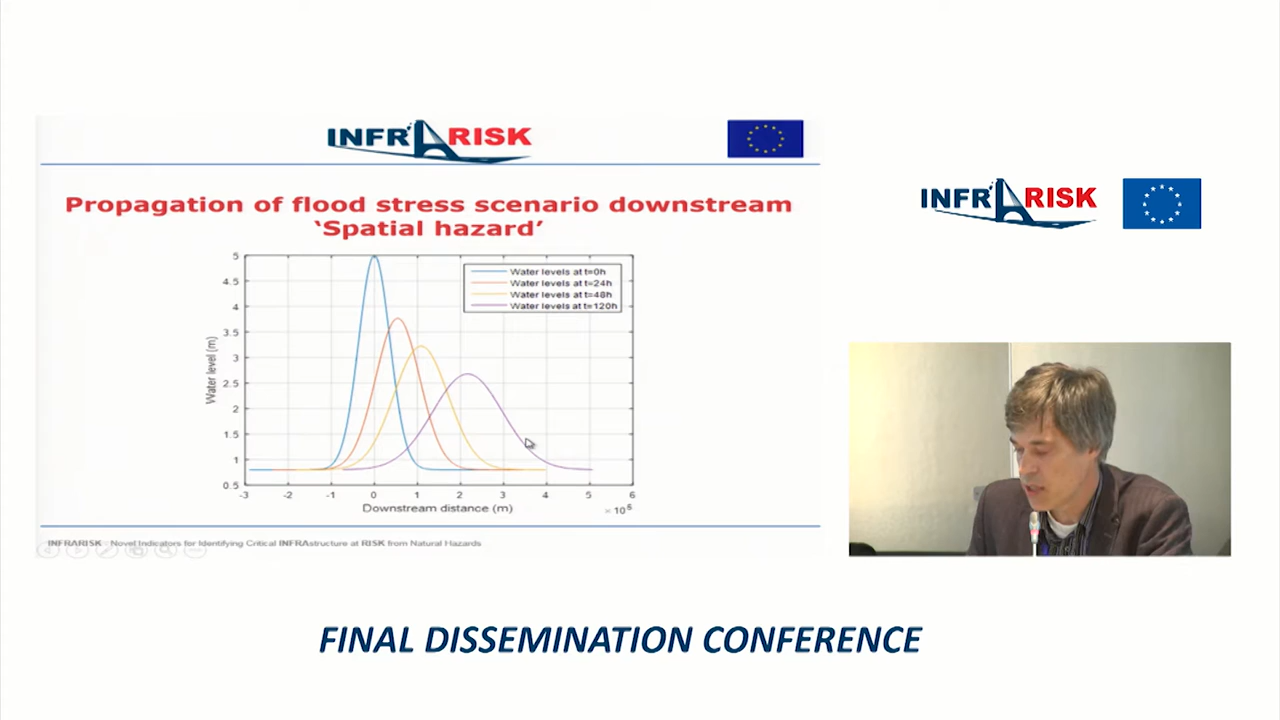 INFRARISK
Propagation of flood stress scenario downstream
‘Spatial hazard’
5
4.5
4
3.5
3
2.5
2
1.5
1
0.5
Water level (m)
Water levels at t=0h
Water levels at t=24h
Water levels at t=48h
Water levels at t=120h
-3 -2 -1 0 1 2 3 4 5 6
Downstream distance (m)
× 10
INFRARISK - Novel Indicators for Identifying Critical INFRAstructure at RISK from Natural Hazards
INFRARISK
FINAL DISSEMINATION CONFERENCE